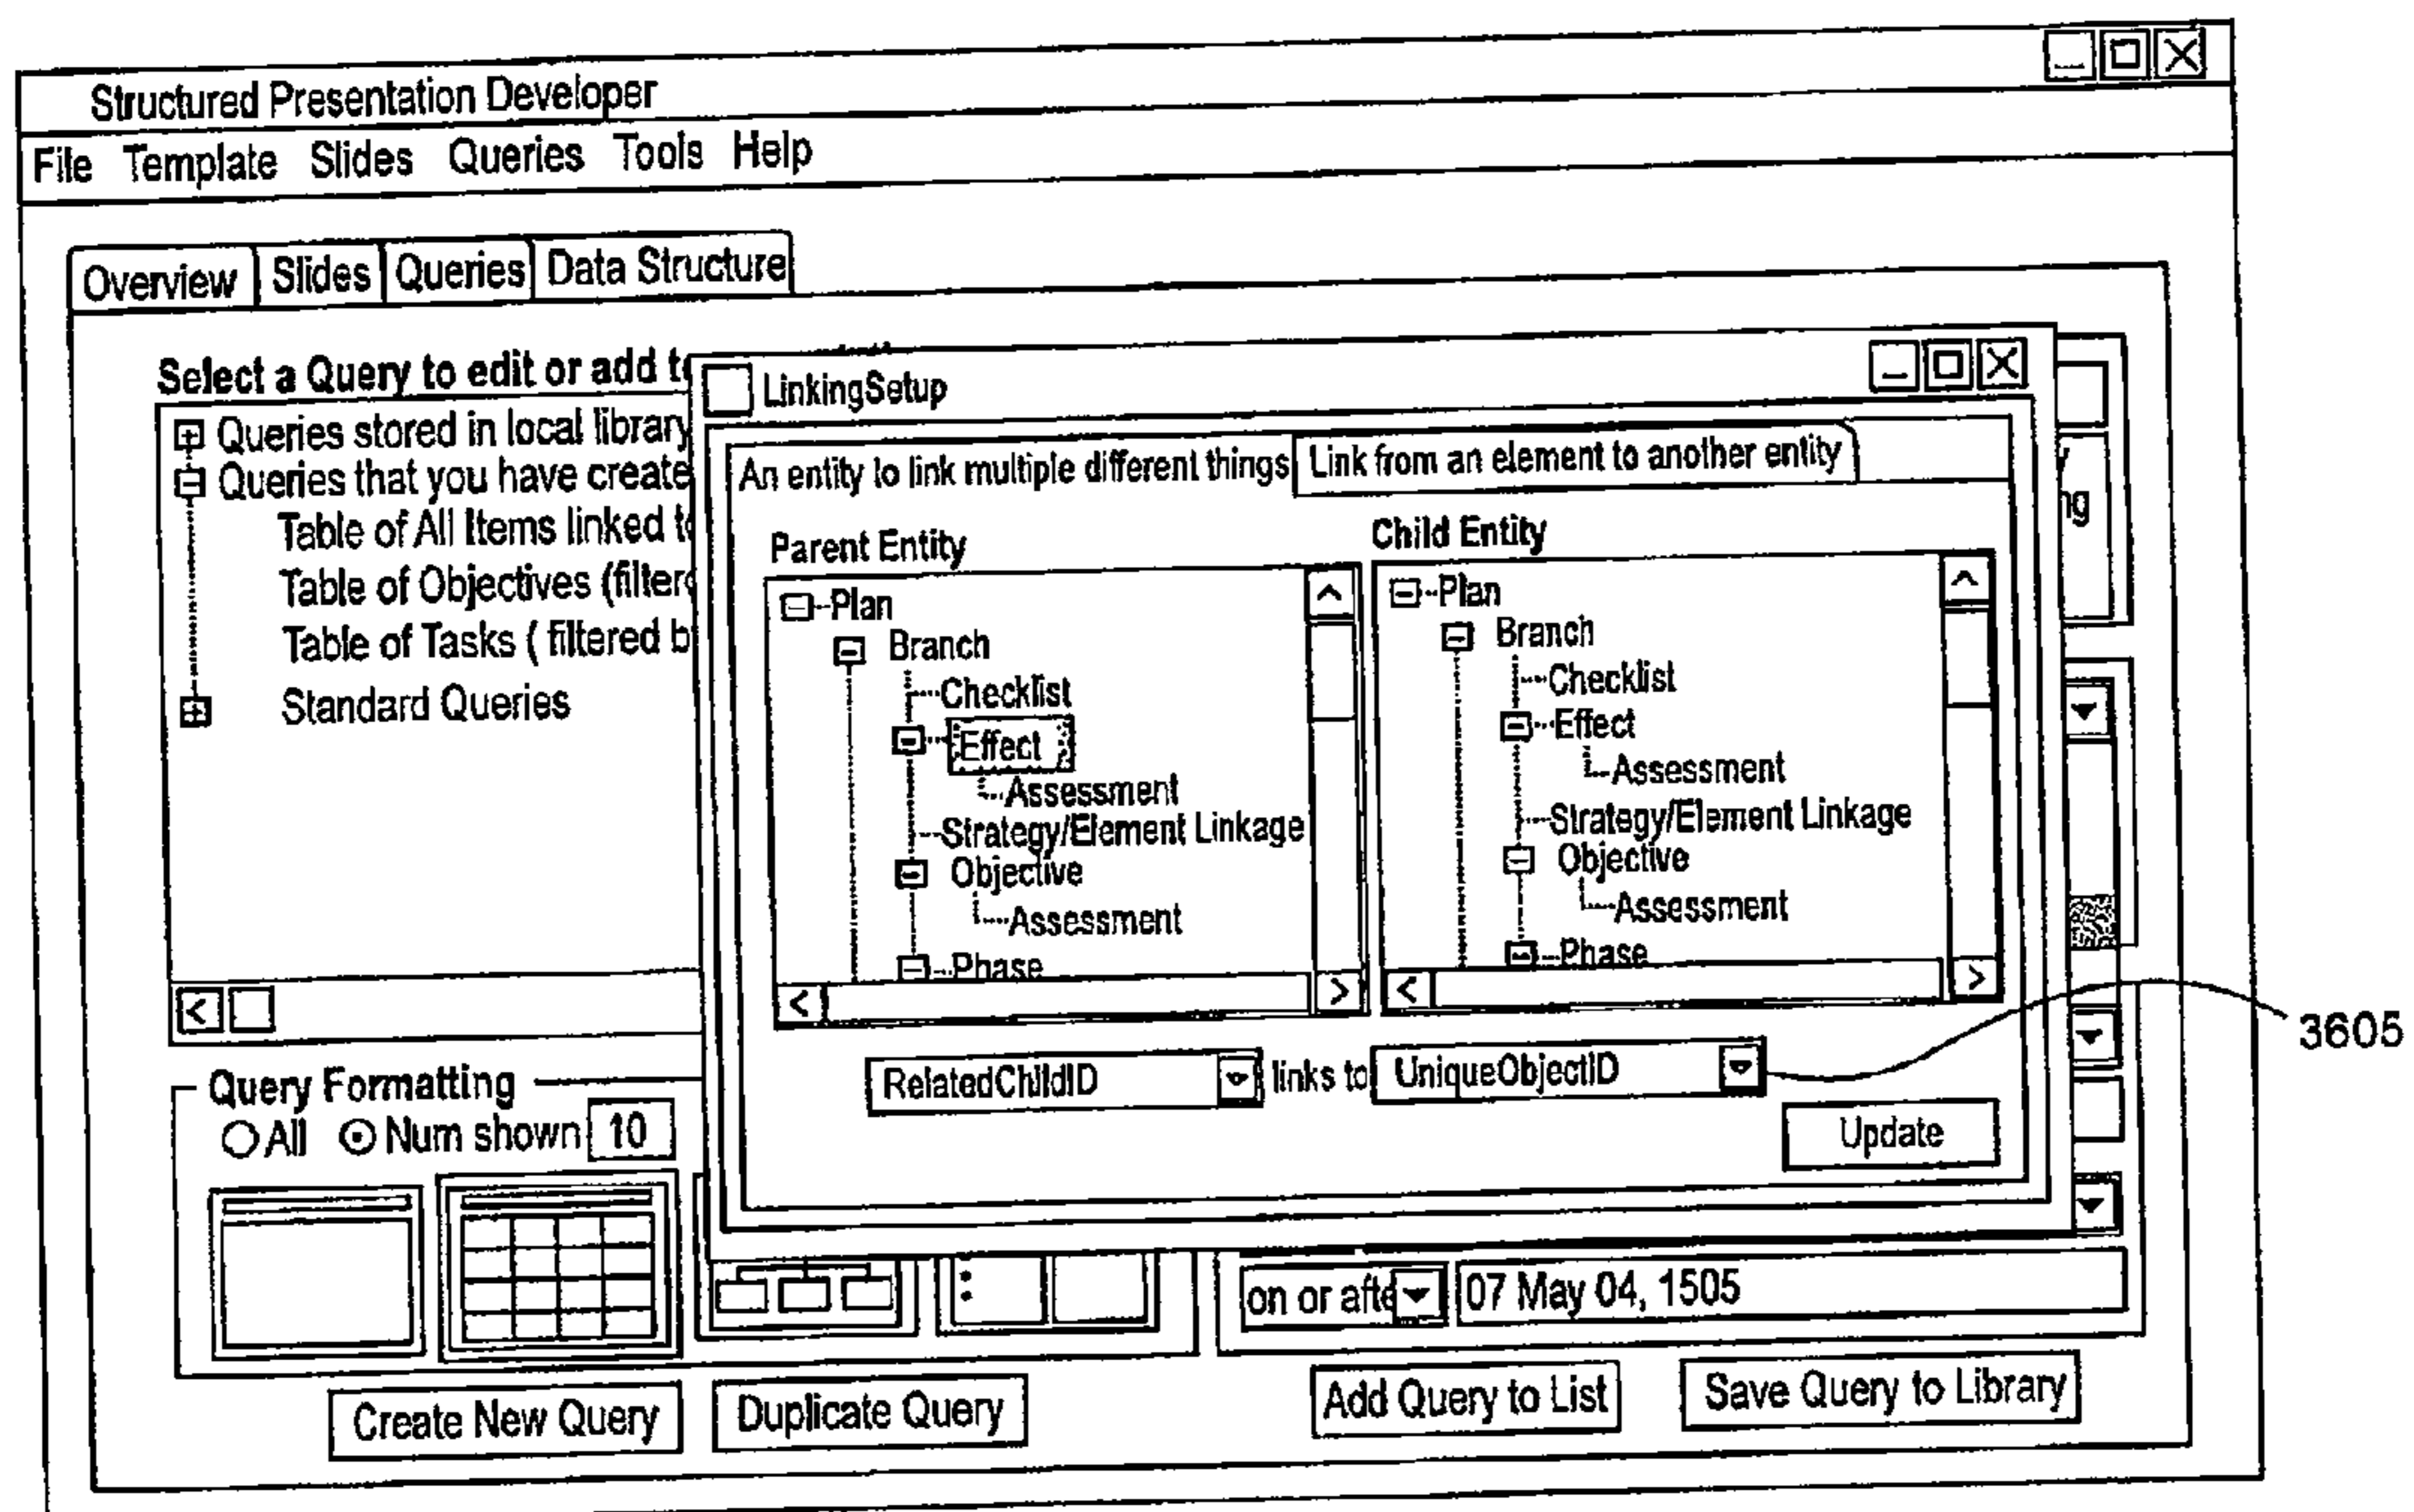 Structured Presentation Developer
File Template Slides Queries Tools Help
Overview Slides Queries Data Structure
Select a Query to edit or add
Queries stored in local library
Queries that you have create
Table of All Items linked
Table of Objectives (filter
Table of Tasks ( filtered b
Standard Queries
LinkingSetup
An entity to link multiple different things
Link from an element to another entity
Parent Entity
Plan
Branch
Checklist
Effect
Assessment
Strategy/Element Linkage
Objective
Assessment
Phase
Child Entity
Plan
Branch
Checklist
Effect
Assessment
Strategy/Element Linkage
Objective
Assessment
Phase
ng
RelatedChildID links to UniqueObjectID
3605
Update
Query Formatting
All Num shown 10
on or afte 07 May 04, 1505
Create New Query Duplicate Query Add Query to List Save Query to Library